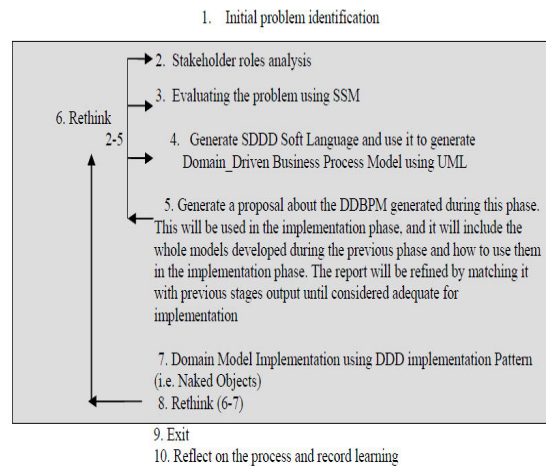 1. Initial problem identification
2. Stakeholder roles analysis
3. Evaluating the problem using SSM
6. Rethink
2-5
4. Generate SDDD Soft Language and use it to generate
Domain_Driven Business Process Model using UML
5. Generate a proposal about the DDBPM generated during this phase.
This will be used in the implementation phase, and it will include the
whole models developed during the previous phase and how to use them
in the implementation phase. The report will be refined by matching it
with previous stages output until considered adequate for
implementation
7. Domain Model Implementation using DDD implementation Pattern
(i.e. Naked Objects)
8. Rethink (6-7)
9. Exit
10. Reflect on the process and record learning